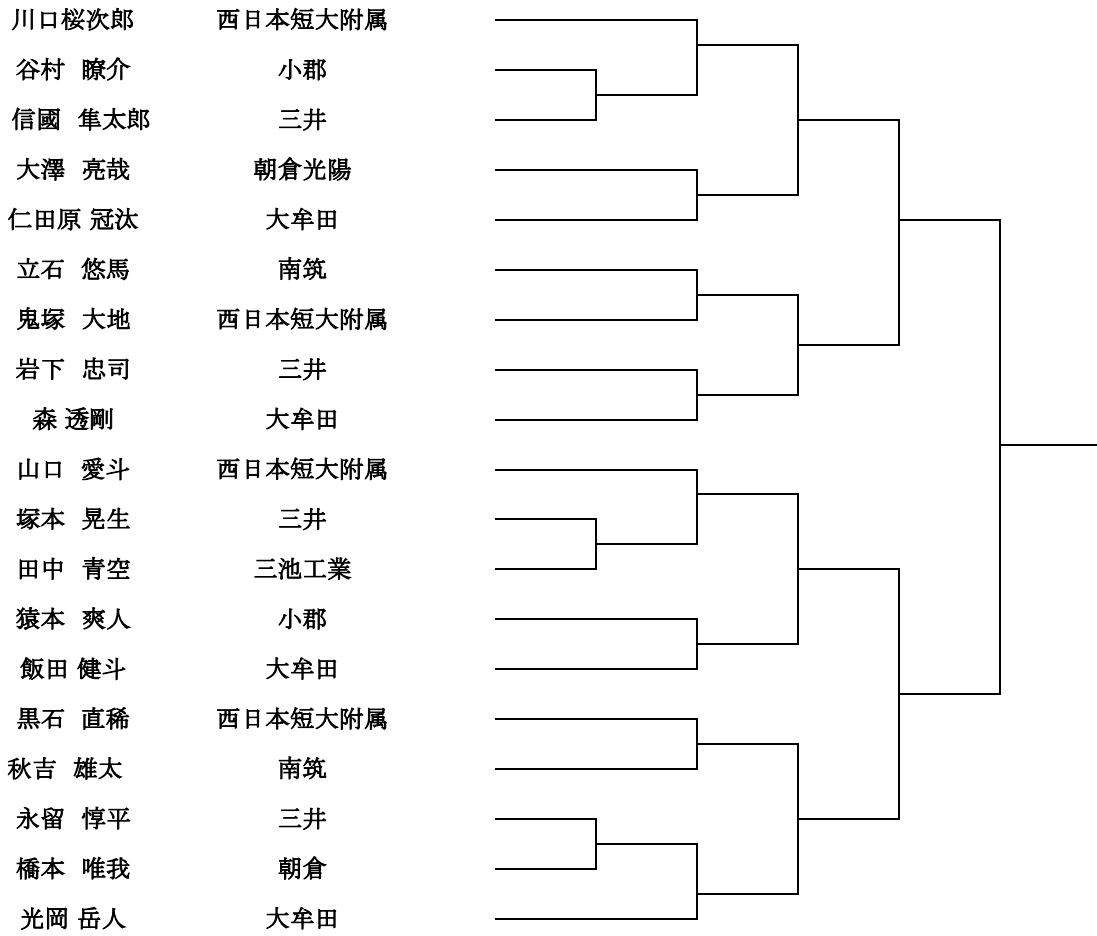 川口桜次郎 西日本短大附属
谷村 瞭介 小郡
信國 隼太郎 三井
大澤 亮哉 朝倉光陽
仁田原 冠汰 大牟田
立石 悠馬 南筑
鬼塚 大地 西日本短大附属
岩下 忠司 三井
森 透剛 大牟田
山口 愛斗 西日本短大附属
塚本 晃生 三井
田中 青空 三池工業
猿本 爽人 小郡
飯田 健斗 大牟田
黒石 直稀 西日本短大附属
秋吉 雄太 南筑
永留 惇平 三井
橋本 唯我 朝倉
光岡 岳人 大牟田